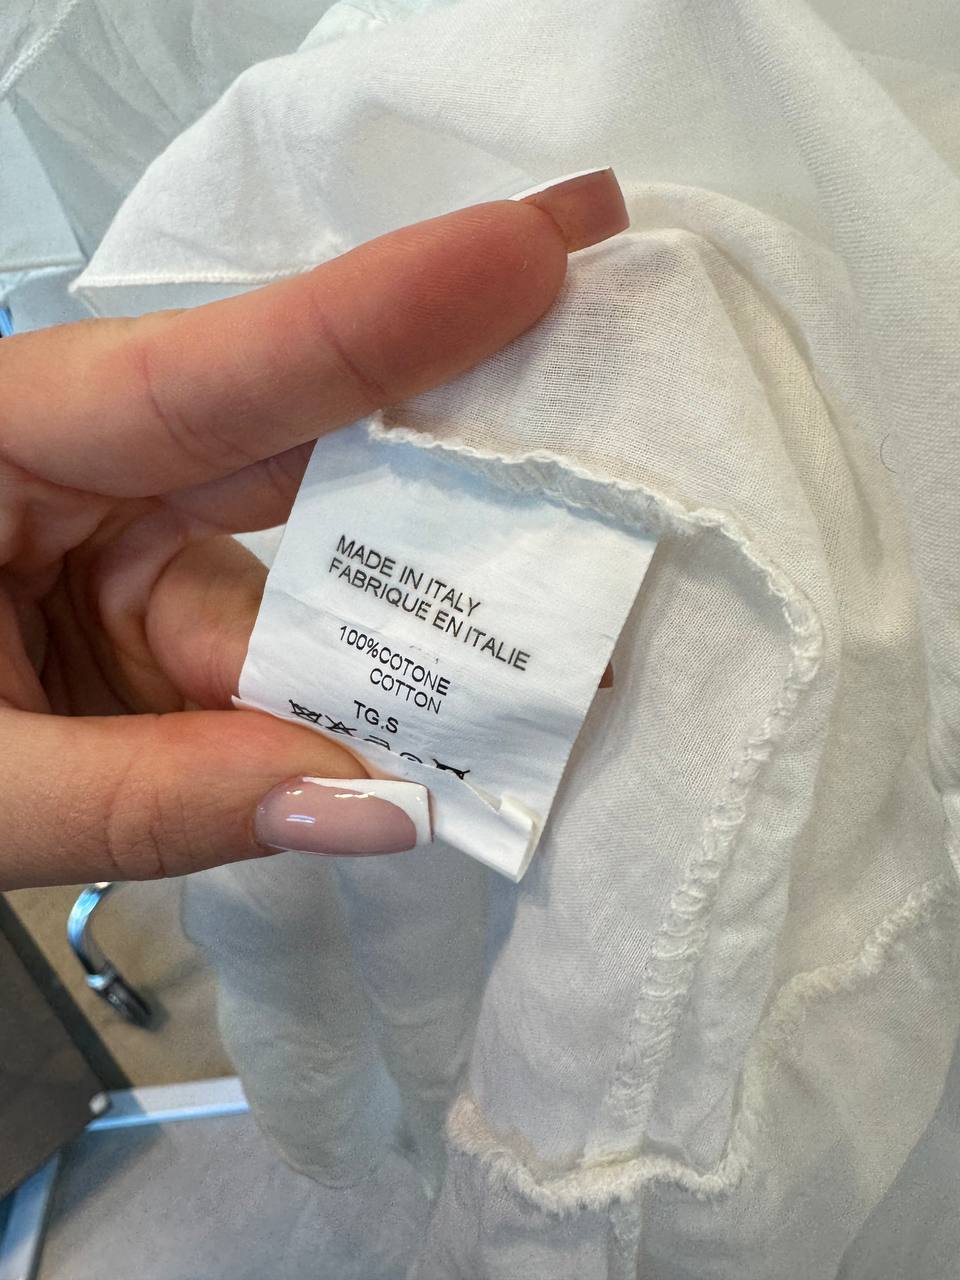 MADE IN ITALY
FABRIQUE EN ITALIE
100%COTONE
COTTON
TG.S